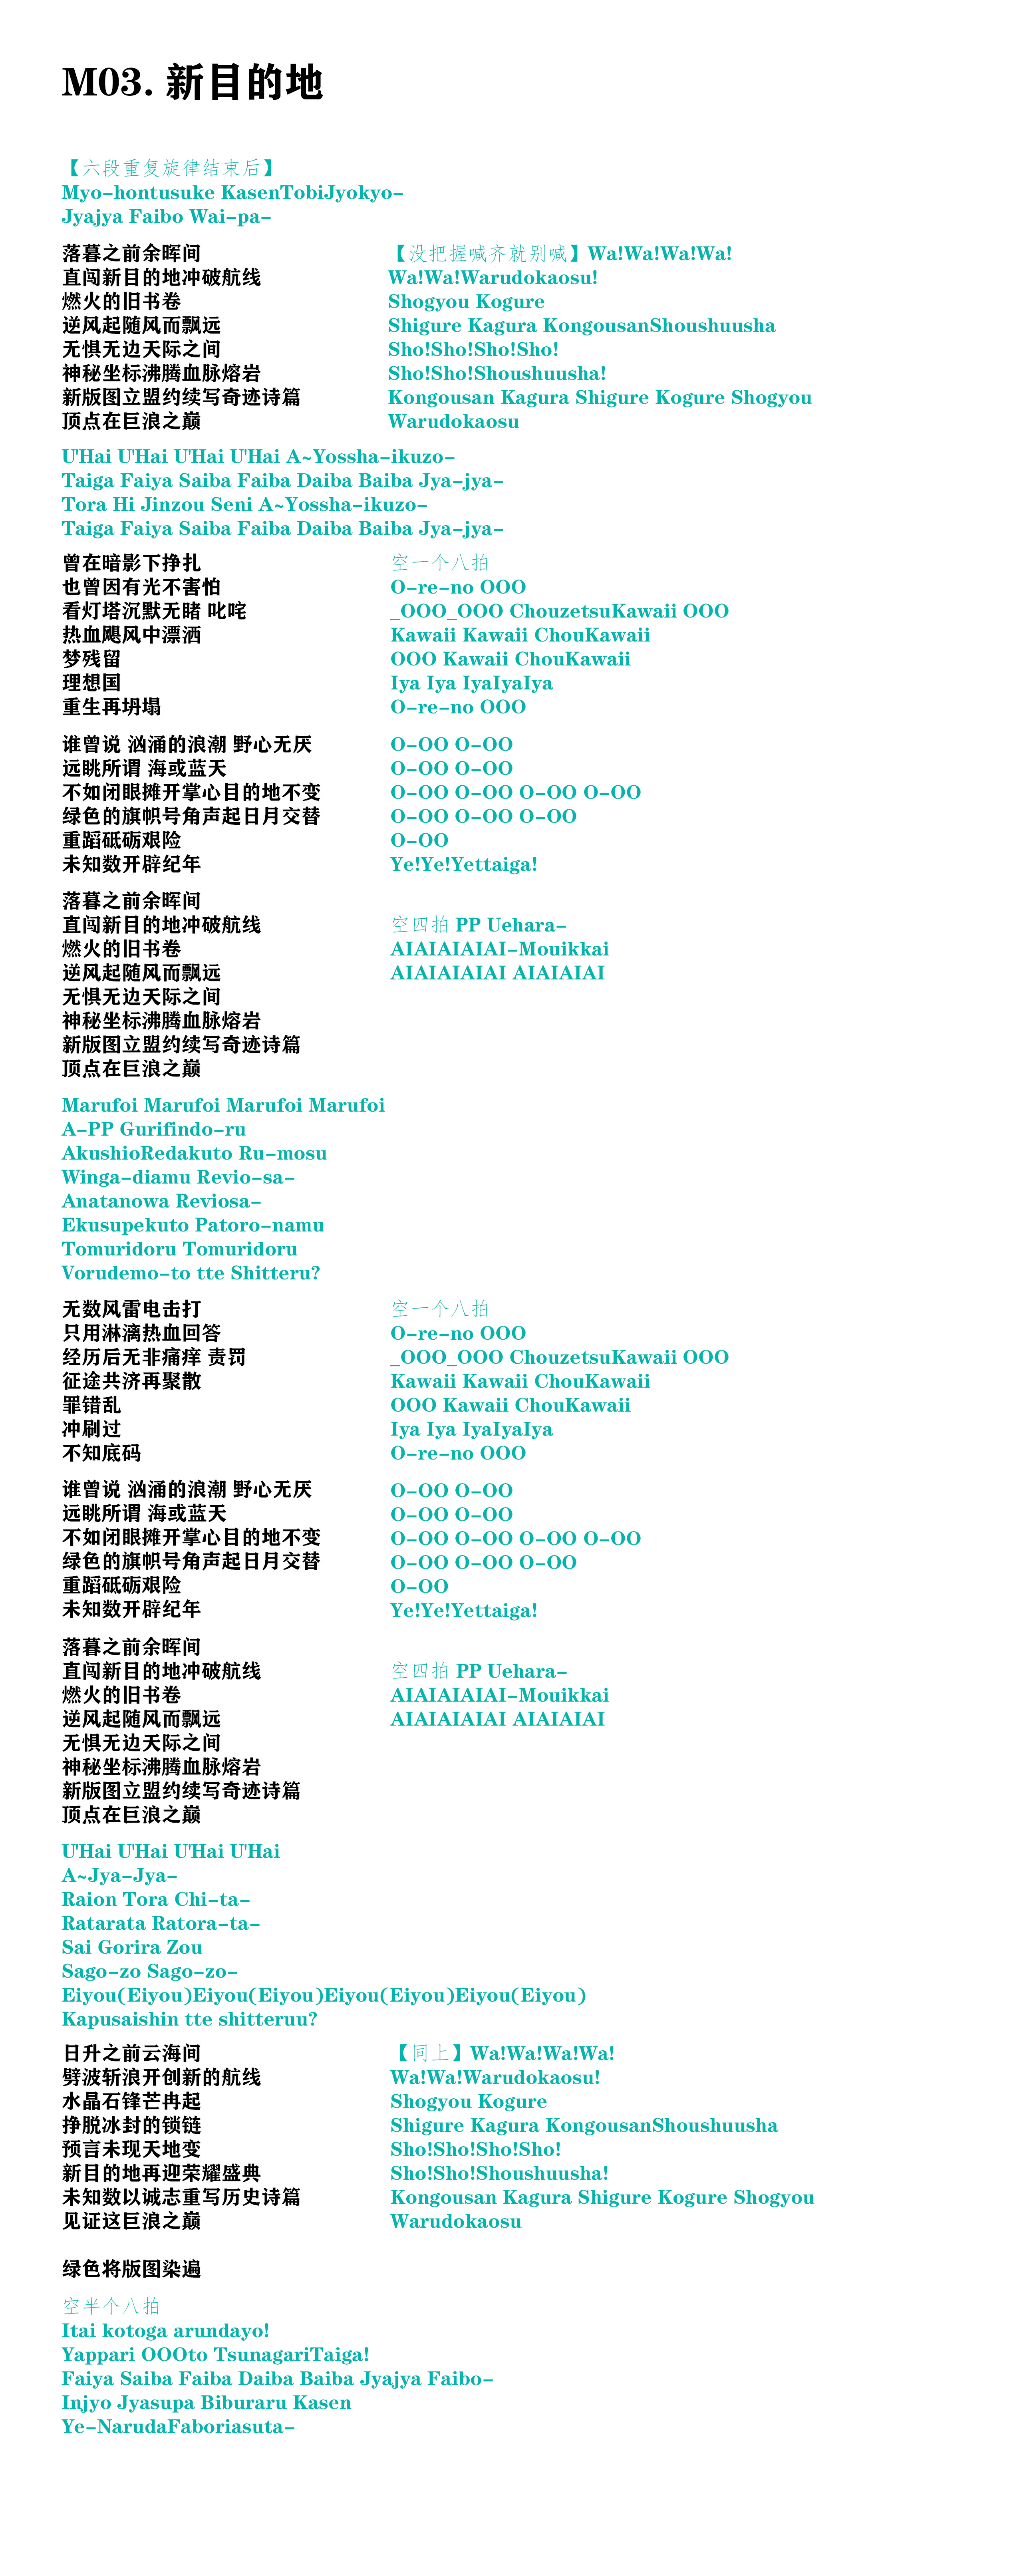 M03. 新目的地
【六段重复旋律结束后】
Myo-hontusuke KasenTobiJyokyo-
Jyajya Faibo Wai-pa-
落暮之前余晖间 【没把握喊齐就别喊】Wa!Wa!Wa!Wa!
直闯新目的地冲破航线 Wa!Wa!Warudokaosu!
燃火的旧书卷 Shogyou Kogure
逆风起随风而飘远 Shigure Kagura KongousanShoushuusha
无惧无边天际之间 Sho!Sho!Sho!Sho!
神秘坐标沸腾血脉熔岩 Sho!Sho!Shoushuusha!
新版图立盟约续写奇迹诗篇 Kongousan Kagura Shigure Kogure Shogyou
顶点在巨浪之巅 Warudokaosu
U'Hai U'Hai U'Hai U'Hai A~Yossha-ikuzo-
Taiga Faiya Saiba Faiba Daiba Baiba Jya-jya-
Tora Hi Jinzou Seni A~Yossha-ikuzo-
Taiga Faiya Saiba Faiba Daiba Baiba Jya-jya-
曾在暗影下挣扎 空一个八拍
也曾因有光不害怕 O-re-no OOO
看灯塔沉默无睹 叱咤 _OOO_OOO ChouzetsuKawaii OOO
热血飓风中漂洒 Kawaii Kawaii ChouKawaii
梦残留 OOO Kawaii ChouKawaii
理想国 Iya Iya IyaIyaIya
重生再坍塌 O-re-no OOO
谁曾说 汹涌的浪潮 野心无厌 O-OO O-OO
远眺所谓 海或蓝天 O-OO O-OO
不如闭眼摊开掌心目的地不变 O-OO O-OO O-OO O-OO
绿色的旗帜号角声起日月交替 O-OO O-OO O-OO
重蹈砥砺艰险 O-OO
未知数开辟纪年 Ye!Ye!Yettaiga!
落暮之前余晖间
直闯新目的地冲破航线 空四拍 PP Uehara-
燃火的旧书卷 AIAIAIAIAI-Mouikkai
逆风起随风而飘远 AIAIAIAIAI AIAIAIAI
无惧无边天际之间
神秘坐标沸腾血脉熔岩
新版图立盟约续写奇迹诗篇
顶点在巨浪之巅
Marufoi Marufoi Marufoi Marufoi
A-PP Gurifindo-ru
AkushioRedakuto Ru-mosu
Winga-diamu Revio-sa-
Anatanowa Reviosa-
Ekusupekuto Patoro-namu
Tomuridoru Tomuridoru
Vorudemo-to tte Shitteru?
无数风雷电击打 空一个八拍
只用淋漓热血回答 O-re-no OOO
经历后无非痛痒 责罚 _OOO_OOO ChouzetsuKawaii OOO
征途共济再聚散 Kawaii Kawaii ChouKawaii
罪错乱 OOO Kawaii ChouKawaii
冲刷过 Iya Iya IyaIyaIya
不知底码 O-re-no OOO
谁曾说 汹涌的浪潮 野心无厌 O-OO O-OO
远眺所谓 海或蓝天 O-OO O-OO
不如闭眼摊开掌心目的地不变 O-OO O-OO O-OO O-OO
绿色的旗帜号角声起日月交替 O-OO O-OO O-OO
重蹈砥砺艰险 O-OO
未知数开辟纪年 Ye!Ye!Yettaiga!
落暮之前余晖间
直闯新目的地冲破航线 空四拍 PP Uehara-
燃火的旧书卷 AIAIAIAIAI-Mouikkai
逆风起随风而飘远 AIAIAIAIAI AIAIAIAI
无惧无边天际之间
神秘坐标沸腾血脉熔岩
新版图立盟约续写奇迹诗篇
顶点在巨浪之巅
U'Hai U'Hai U'Hai U'Hai
A~Jya-Jya-
Raion Tora Chi-ta-
Ratarata Ratora-ta-
Sai Gorira Zou
Sago-zo Sago-zo-
Eiyou(Eiyou)Eiyou(Eiyou)Eiyou(Eiyou)Eiyou(Eiyou)
Kapusaishin tte shitteruu?
日升之前云海间 【同上】Wa!Wa!Wa!Wa!
劈波斩浪开创新的航线 Wa!Wa!Warudokaosu!
水晶石锋芒冉起 Shogyou Kogure
挣脱冰封的锁链 Shigure Kagura KongousanShoushuusha
预言未现天地变 Sho!Sho!Sho!Sho!
新目的地再迎荣耀盛典 Sho!Sho!Shoushuusha!
未知数以诚志重写历史诗篇 Kongousan Kagura Shigure Kogure Shogyou
见证这巨浪之巅 Warudokaosu
绿色将版图染遍
空半个八拍
Itai kotoga arundayo!
Yappari OOOto TsunagariTaiga!
Faiya Saiba Faiba Daiba Baiba Jyajya Faibo-
Injyo Jyasupa Biburaru Kasen
Ye-NarudaFaboriasuta-